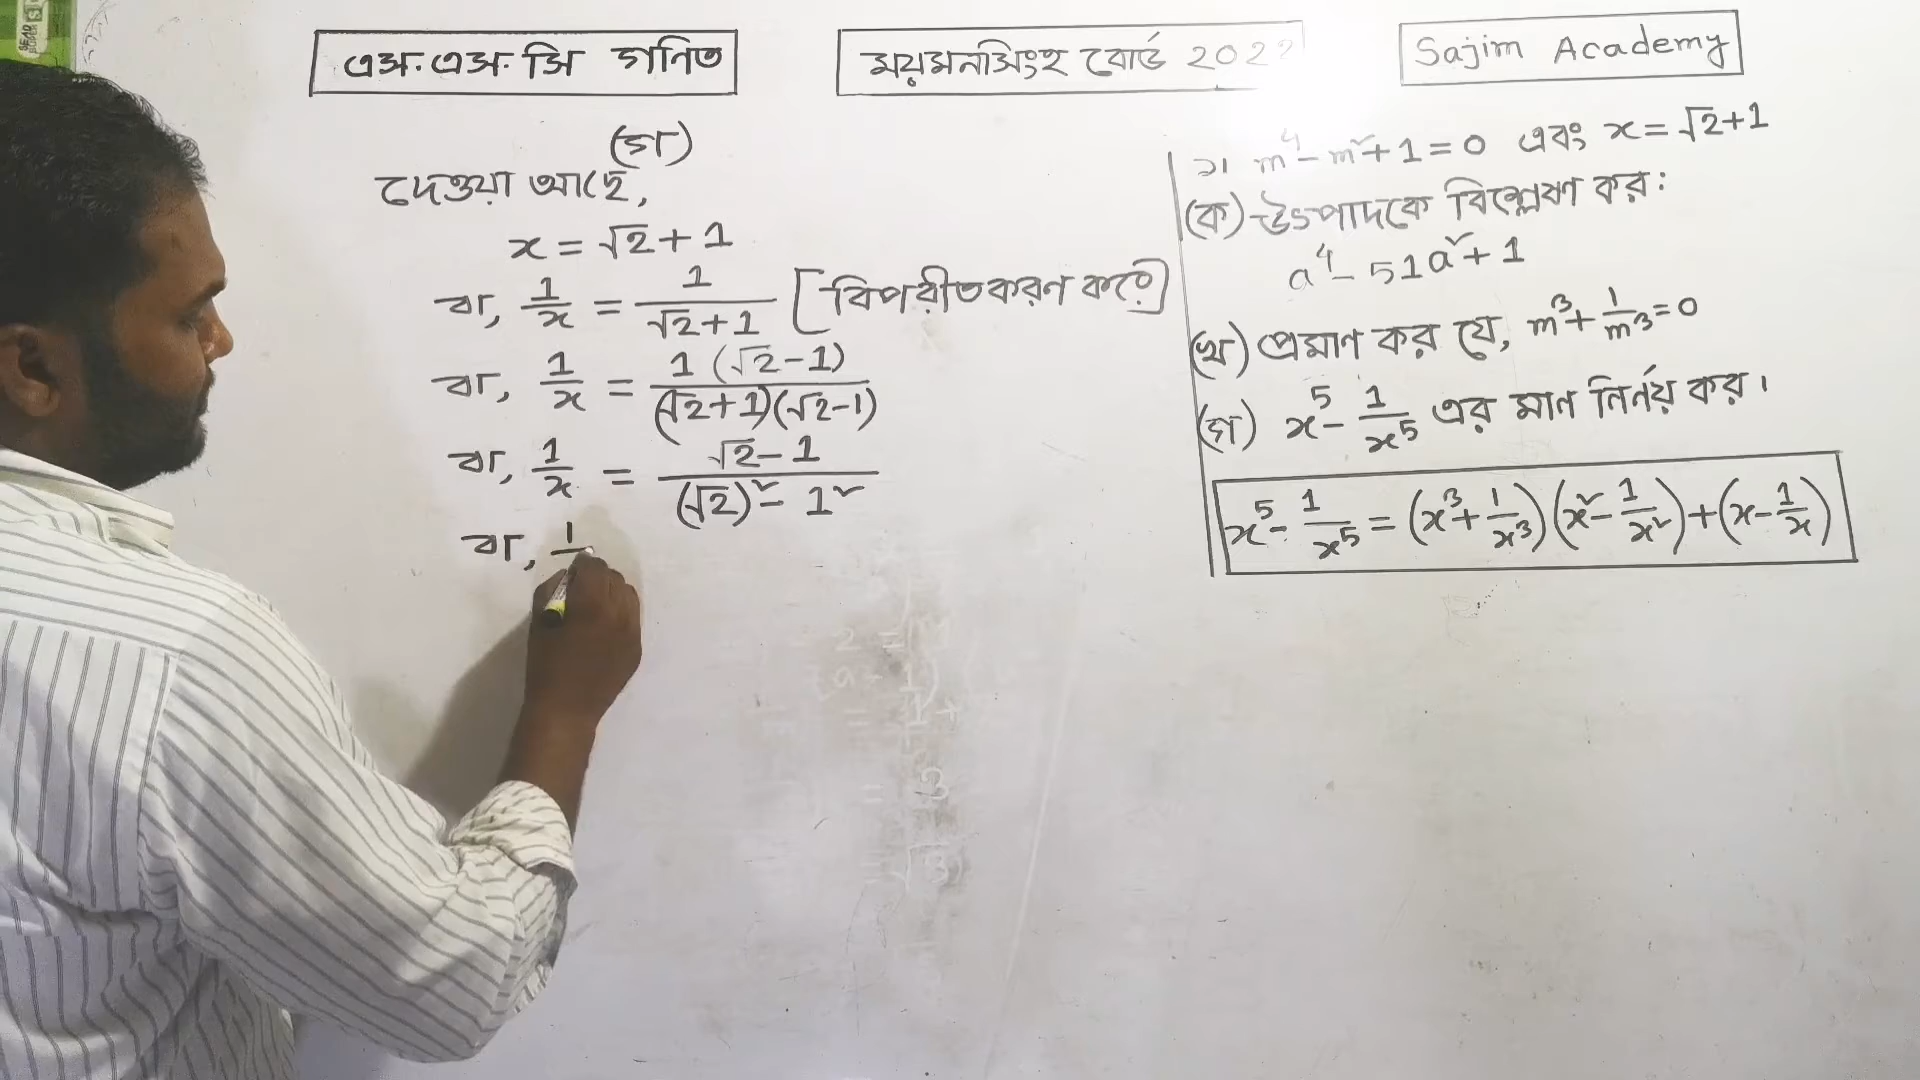 এস.এস.সি গনিত
ময়মনসিংহ বোর্ড 2022
Sajim Academy
(গ)
দেওয়া আছে,
x = √2 + 1
বা, 1/x = 1/(√2+1) [বিপরীতকরণ করে]
বা, 1/x = 1(√2-1)/(√2+1)(√2-1)
বা, 1/x = (√2-1)/((√2)² - 1²)
বা, 1
১। m⁴ - m² + 1 = 0 এবং x = √2+1
(ক) উৎপাদকে বিশ্লেষণ কর:
a⁴ - 51a² + 1
(খ) প্রমাণ কর যে, m³ + 1/m³ = 0
(গ) x⁵ - 1/x⁵ এর মান নির্ণয় কর।
x⁵ - 1/x⁵ = (x³ + 1/x³)(x² - 1/x²) + (x - 1/x)